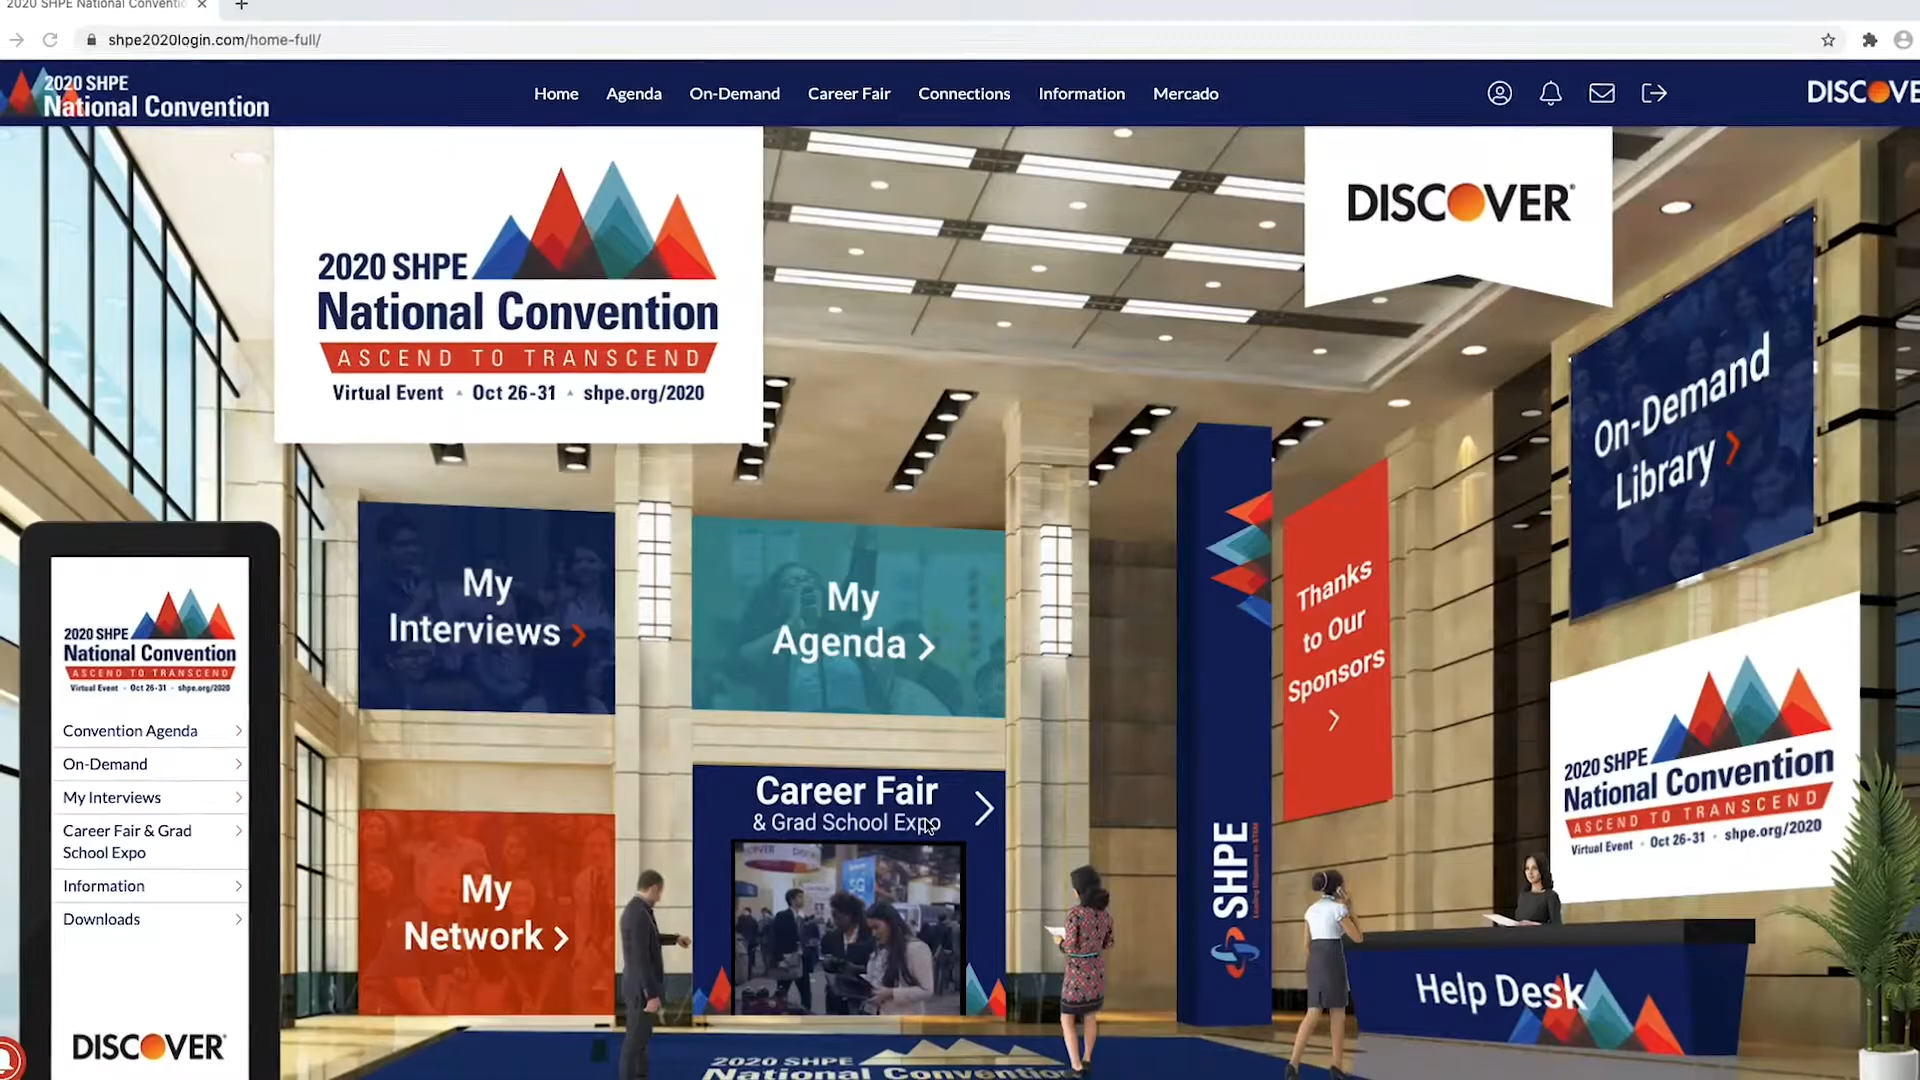 2020 SHPE National Conventio
shpe2020login.com/home-full/
2020 SHPE
National Convention
Home
Agenda
On-Demand
Career Fair
Connections
Information
Mercado
DISCOVE
2020 SHPE
National Convention
ASCEND TO TRANSCEND
Virtual Event ▲ Oct 26-31 ▲ shpe.org/2020
DISCOVER®
On-Demand
Library
My
Interviews
My
Agenda
Thanks
to Our
Sponsors
2020 SHPE
National Convention
ASCEND TO TRANSCEND
Virtual Event · Oct 26-31 · shpe.org/2020
Convention Agenda
On-Demand
My Interviews
Career Fair & Grad
School Expo
Information
Downloads
DISCOVER®
My
Network
Career Fair
& Grad School Expo
5G
SHPE
2020 SHPE
National Convention
ASCEND TO TRANSCEND
Virtual Event · Oct 26-31 · shpe.org/2020
Help Desk
2020 SHPE
National Convention